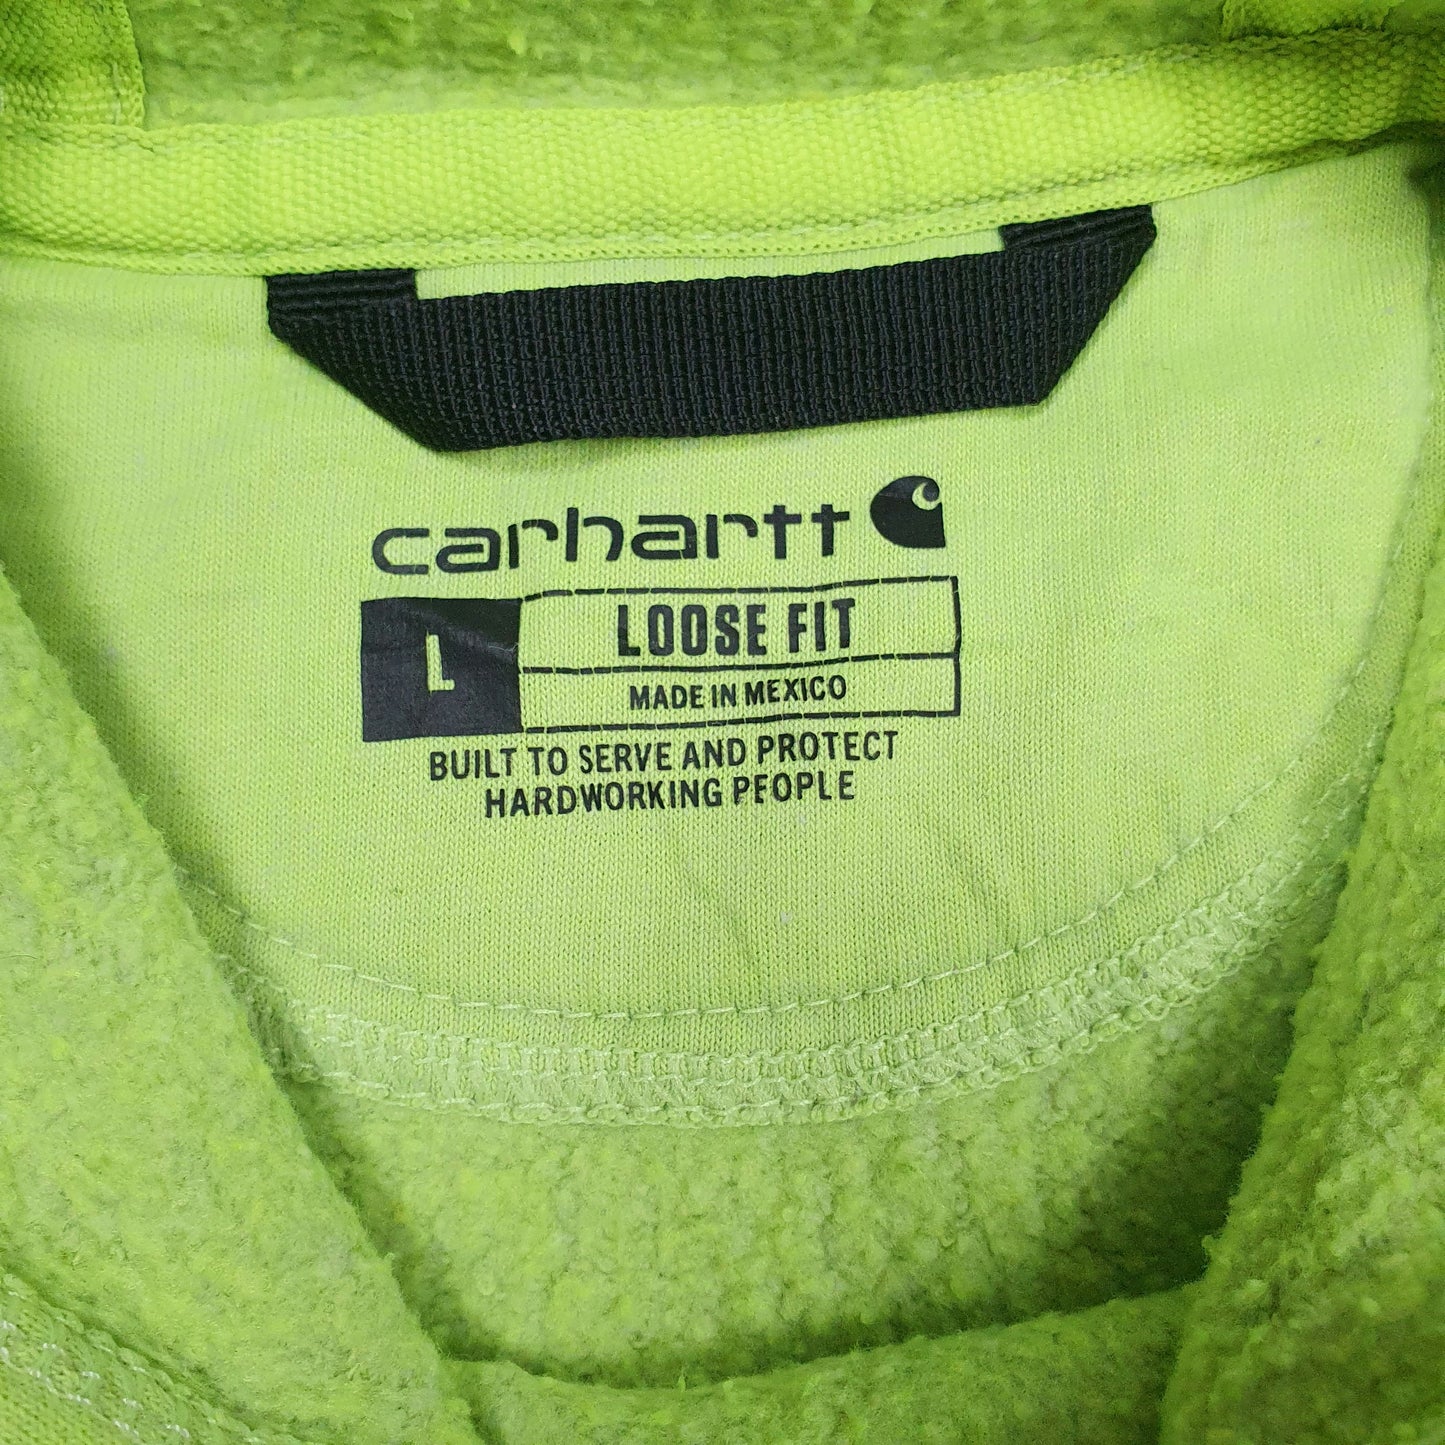 carhartt
L
LOOSE FIT
MADE IN MEXICO
BUILT TO SERVE AND PROTECT
HARDWORKING PEOPLE